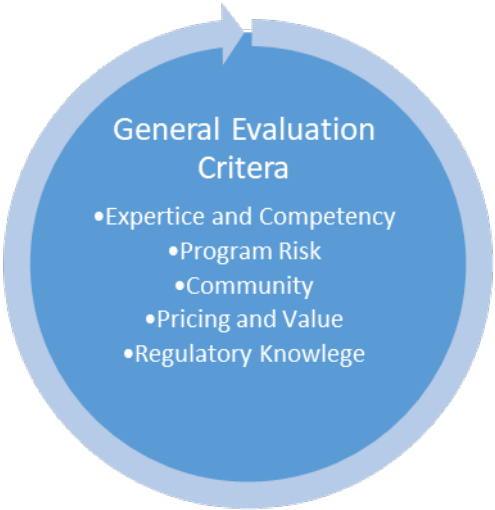 General Evaluation
Critera
•Expertice and Competency
•Program Risk
•Community
•Pricing and Value
•Regulatory Knowlege